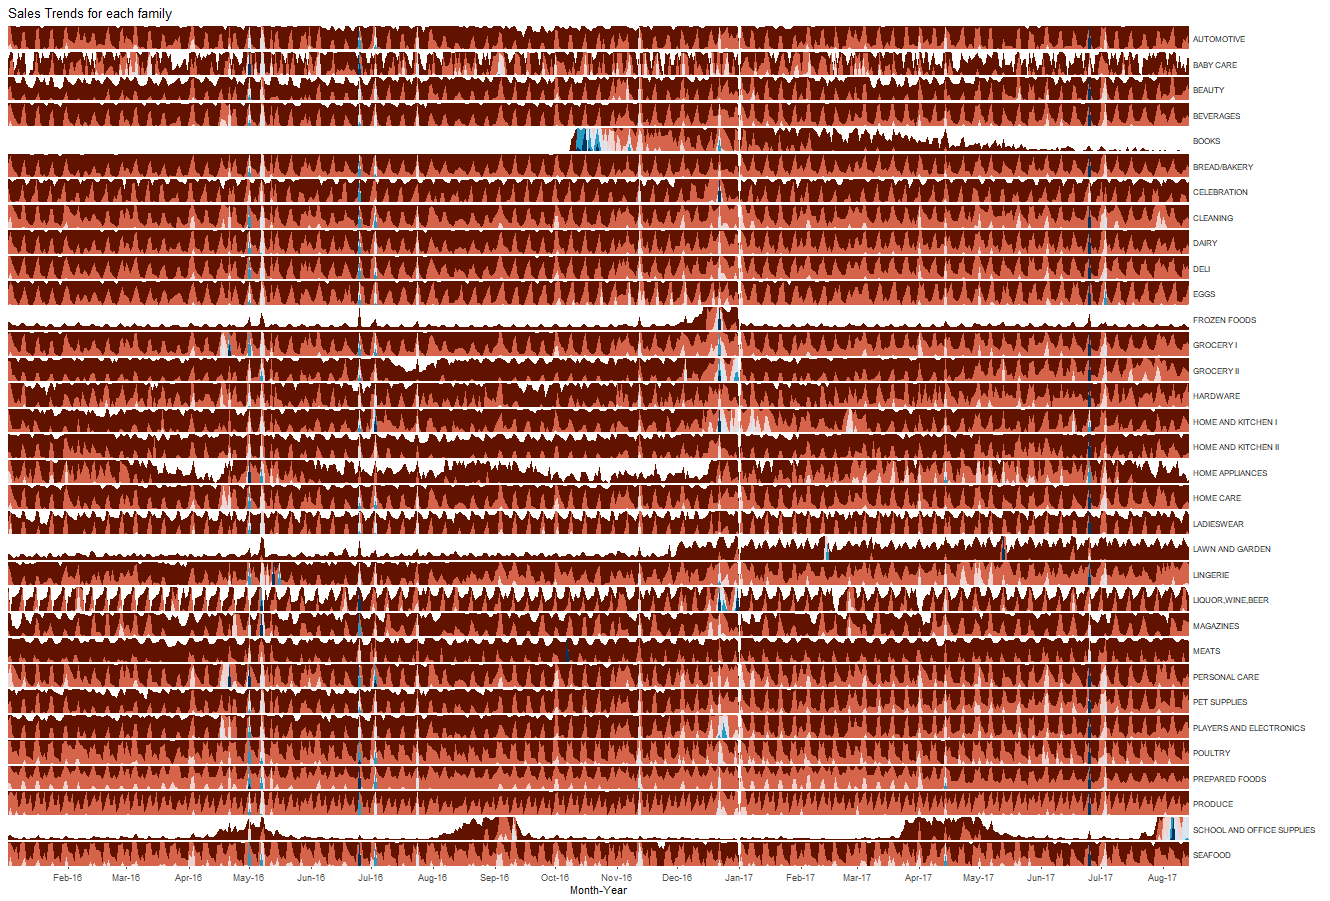 Sales Trends for each family
AUTOMOTIVE
BABY CARE
BEAUTY
BEVERAGES
BOOKS
BREAD/BAKERY
CELEBRATION
CLEANING
DAIRY
DELI
EGGS
FROZEN FOODS
GROCERY I
GROCERY II
HARDWARE
HOME AND KITCHEN I
HOME AND KITCHEN II
HOME APPLIANCES
HOME CARE
LADIESWEAR
LAWN AND GARDEN
LINGERIE
LIQUOR,WINE,BEER
MAGAZINES
MEATS
PERSONAL CARE
PET SUPPLIES
PLAYERS AND ELECTRONICS
POULTRY
PREPARED FOODS
PRODUCE
SCHOOL AND OFFICE SUPPLIES
SEAFOOD
Feb-16 Mar-16 Apr-16 May-16 Jun-16 Jul-16 Aug-16 Sep-16 Oct-16 Nov-16 Dec-16 Jan-17 Feb-17 Mar-17 Apr-17 May-17 Jun-17 Jul-17 Aug-17
Month-Year